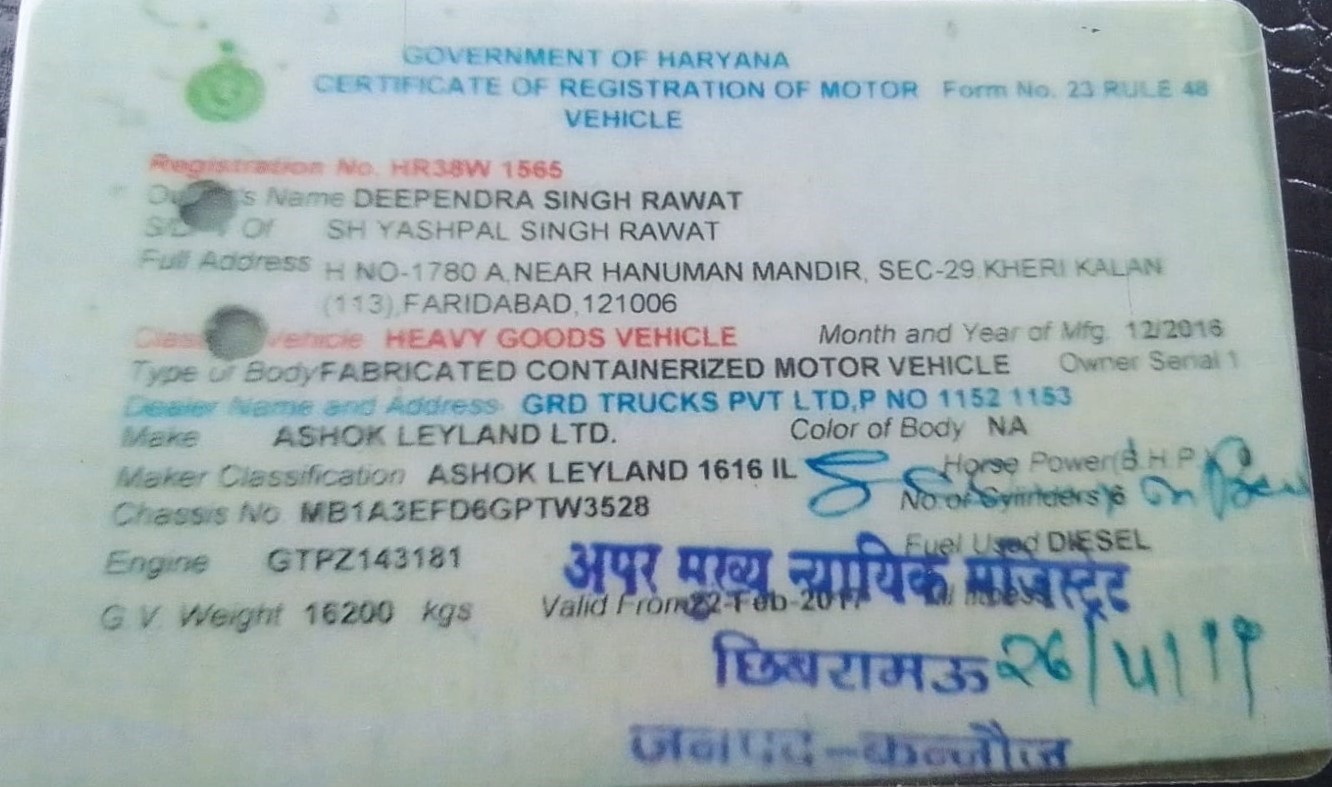 GOVERNMENT OF HARYANA
CERTIFICATE OF REGISTRATION OF MOTOR Form No. 23 RULE 48
VEHICLE
Registration No. HR38W 1565
's Name DEEPENDRA SINGH RAWAT
Of SH YASHPAL SINGH RAWAT
Full Address H NO-1780 A,NEAR HANUMAN MANDIR, SEC-29 KHERI KALAN
(113),FARIDABAD,121006
Class Vehicle HEAVY GOODS VEHICLE Month and Year of Mfg. 12/2016
Type of Body FABRICATED CONTAINERIZED MOTOR VEHICLE Owner Serial 1
Dealer Name and Address GRD TRUCKS PVT LTD,P NO 1152 1153
Make ASHOK LEYLAND LTD. Color of Body NA
Maker Classification ASHOK LEYLAND 1616 IL Horse Power(B.H.P)
Chassis No MB1A3EFD6GPTW3528 No.of Cylinders 6
Engine GTPZ143181 Fuel Used DIESEL
अपर मुख्य न्यायिक मजिस्ट्रेट
G.V. Weight 16200 kgs Valid From 22-Feb-2017
छिबरामऊ
जनपद-कन्नौज